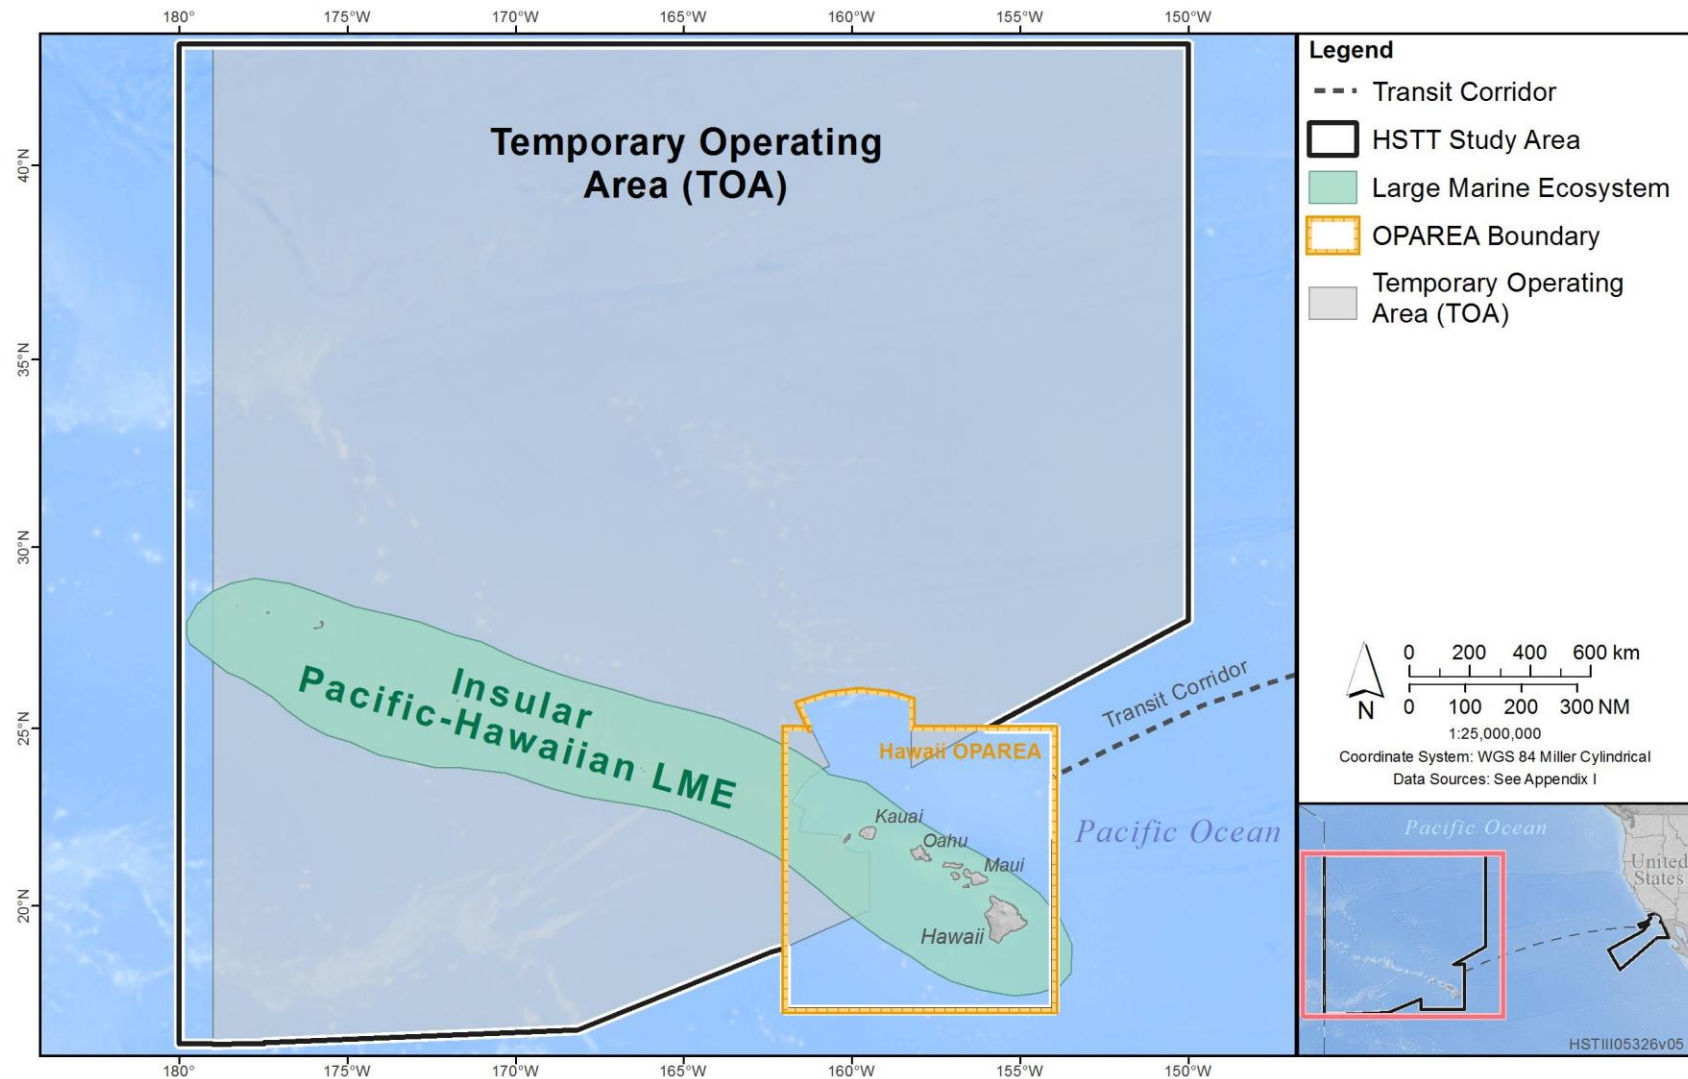 180°
175°W
170°W
165°W
160°W
155°W
150°W
40°N
35°N
30°N
25°N
20°N
Temporary Operating
Area (TOA)
Insular
Pacific-Hawaiian LME
Hawaii OPAREA
Kauai
Oahu
Maui
Hawaii
Transit Corridor
Pacific Ocean
180°
175°W
170°W
165°W
160°W
155°W
150°W
Legend
Transit Corridor
HSTT Study Area
Large Marine Ecosystem
OPAREA Boundary
Temporary Operating
Area (TOA)
N
0 200 400 600 km
0 100 200 300 NM
1:25,000,000
Coordinate System: WGS 84 Miller Cylindrical
Data Sources: See Appendix I
Pacific Ocean
United
States
HSTIII05326v05